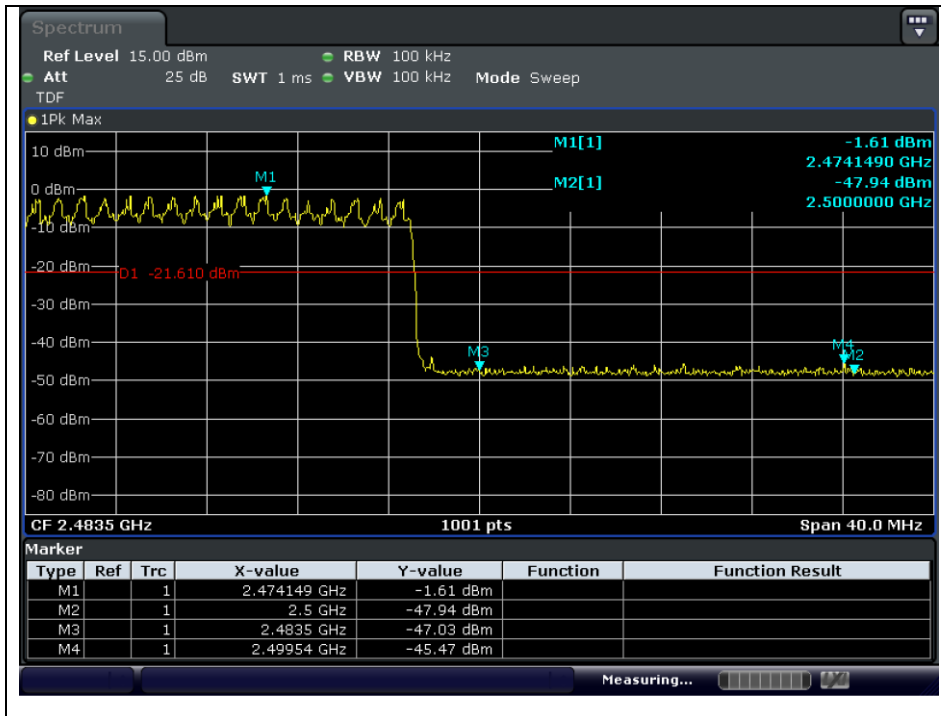 Spectrum
Ref Level 15.00 dBm RBW 100 kHz
Att 25 dB SWT 1 ms VBW 100 kHz Mode Sweep
TDF
1Pk Max
M1[1] -1.61 dBm
2.4741490 GHz
M2[1] -47.94 dBm
2.5000000 GHz
10 dBm
M1
0 dBm
-10 dBm
-20 dBm
D1 -21.610 dBm
-30 dBm
-40 dBm
M3
M4
M2
-50 dBm
-60 dBm
-70 dBm
-80 dBm
CF 2.4835 GHz 1001 pts Span 40.0 MHz
Marker
Type Ref Trc X-value Y-value Function Function Result
M1 1 2.474149 GHz -1.61 dBm
M2 1 2.5 GHz -47.94 dBm
M3 1 2.4835 GHz -47.03 dBm
M4 1 2.49954 GHz -45.47 dBm
Measuring...